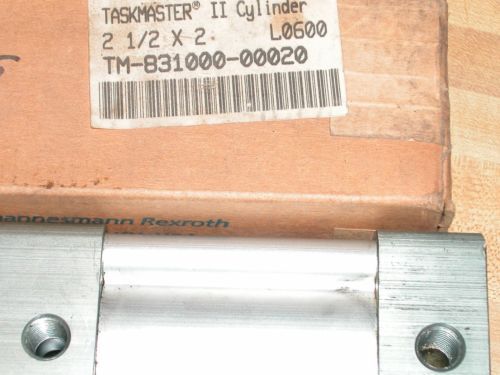 TASKMASTER® II Cylinder
2 1/2 X 2 L0600
TM-831000-00020
annesmann Rexroth